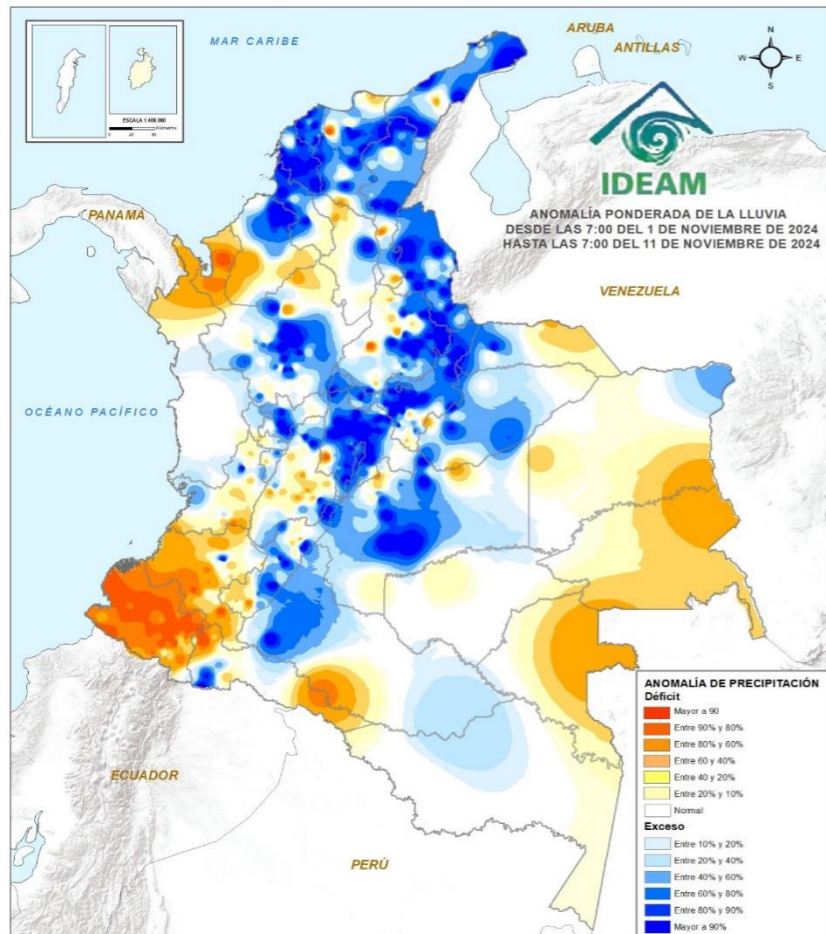 MAR CARIBE
ARUBA
ANTILLAS
N
W
E
S
ESCALA 1:400.000
IDEAM
ANOMALÍA PONDERADA DE LA LLUVIA
DESDE LAS 7:00 DEL 1 DE NOVIEMBRE DE 2024
HASTA LAS 7:00 DEL 11 DE NOVIEMBRE DE 2024
PANAMÁ
VENEZUELA
OCÉANO PACÍFICO
ECUADOR
PERÚ
ANOMALÍA DE PRECIPITACIÓN
Déficit
Mayor a 90
Entre 90% y 80%
Entre 80% y 60%
Entre 60 y 40%
Entre 40 y 20%
Entre 20% y 10%
Normal
Exceso
Entre 10% y 20%
Entre 20% y 40%
Entre 40% y 60%
Entre 60% y 80%
Entre 80% y 90%
Mayor a 90%